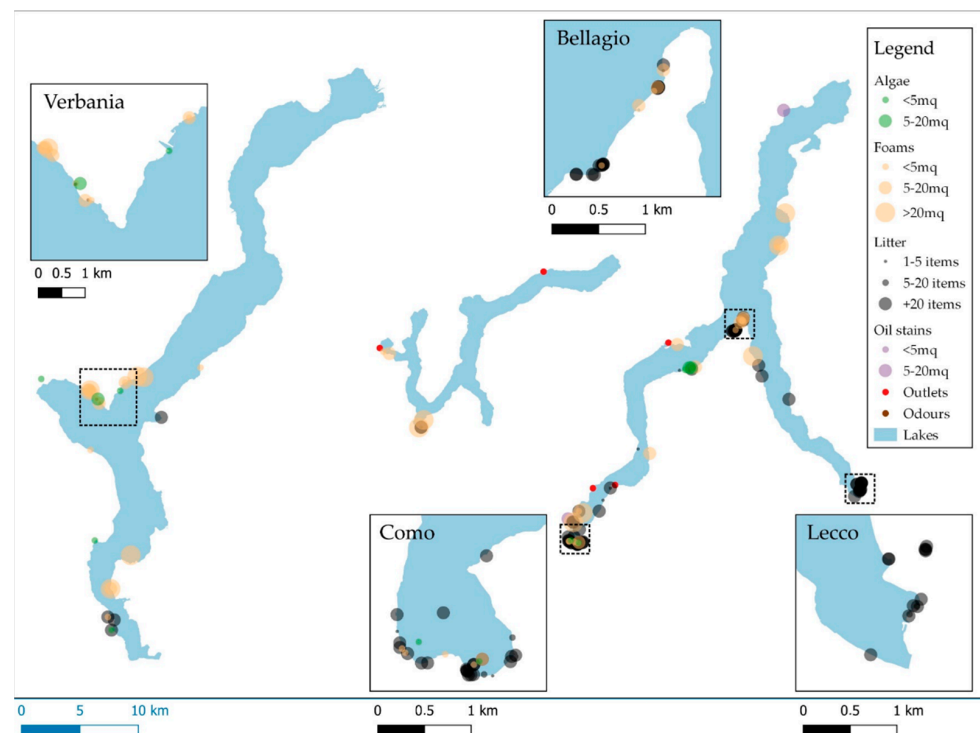 Verbania
0 0.5 1 km
Bellagio
0 0.5 1 km
Legend
Algae
<5mq
5-20mq
Foams
<5mq
5-20mq
>20mq
Litter
1-5 items
5-20 items
+20 items
Oil stains
<5mq
5-20mq
Outlets
Odours
Lakes
Como
Lecco
0 5 10 km
0 0.5 1 km
0 0.5 1 km